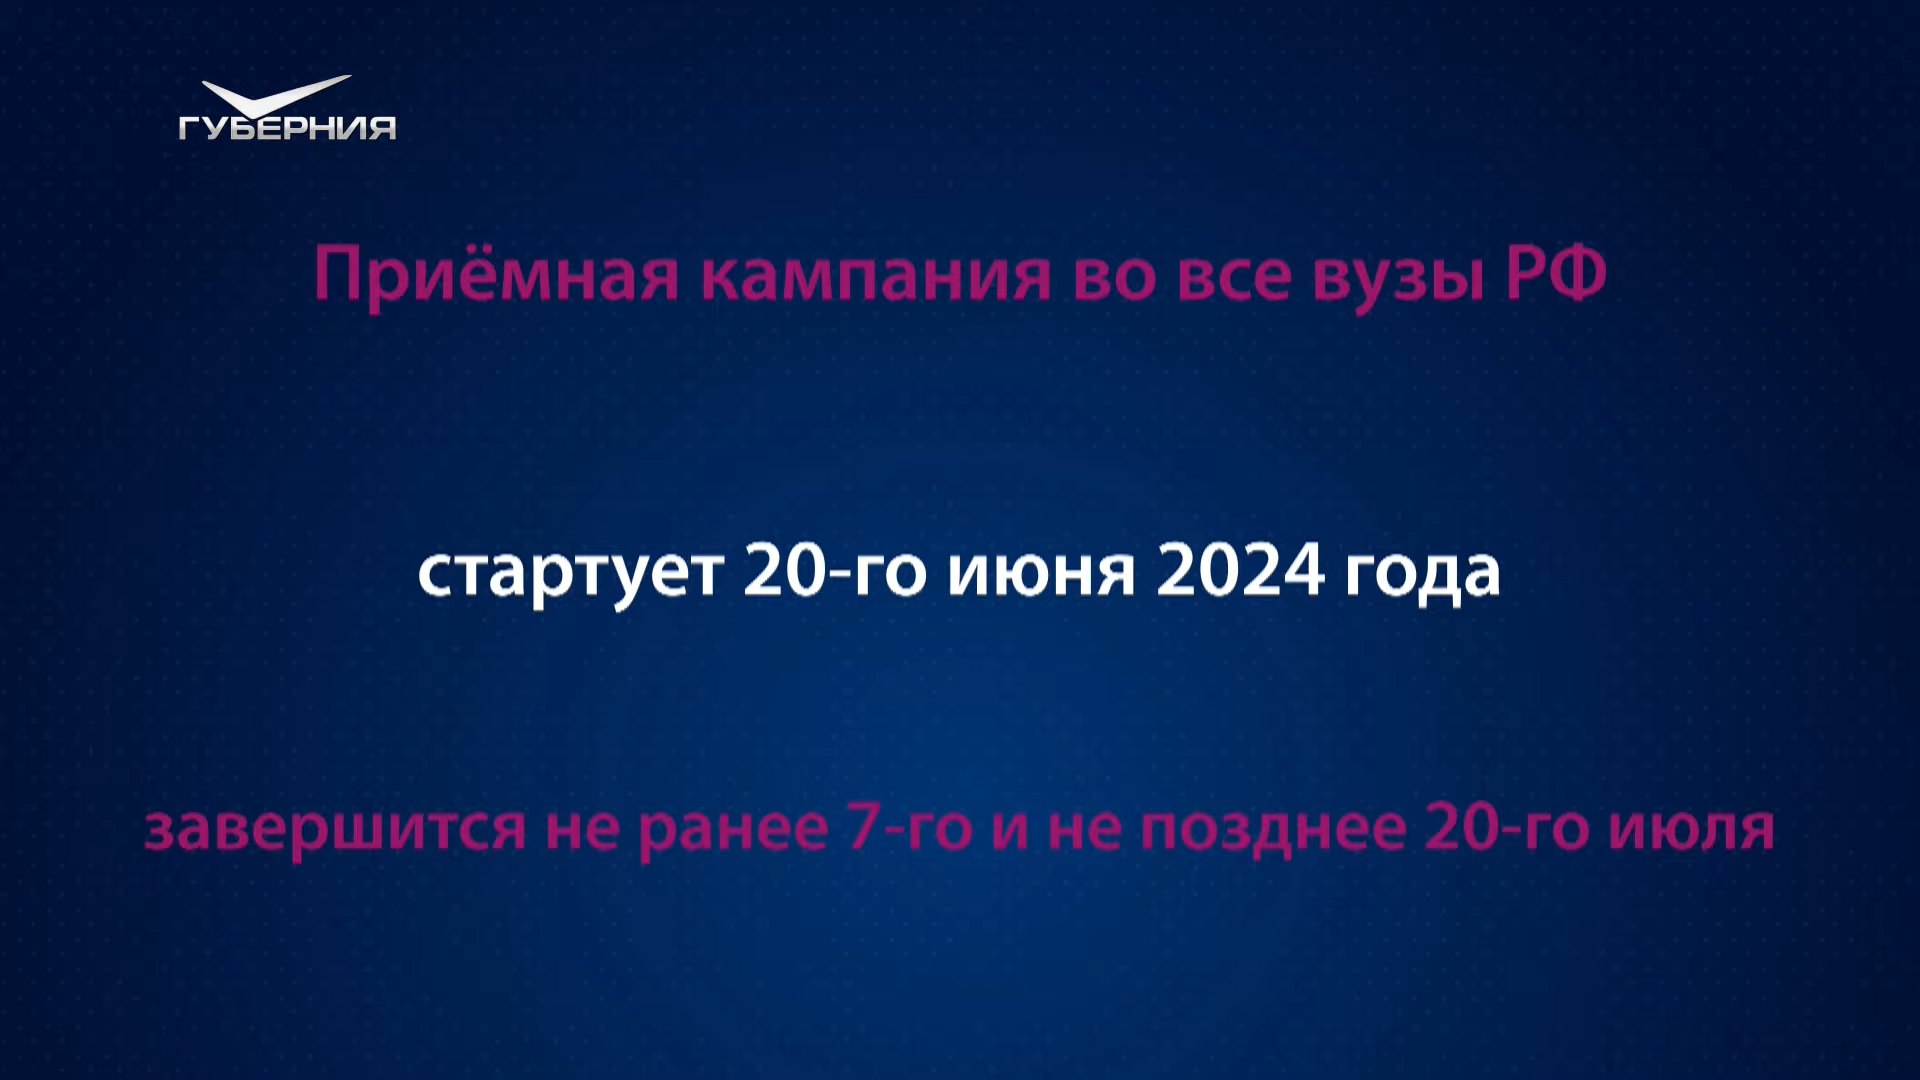 ГУБЕРНИЯ
Приёмная кампания во все вузы РФ
стартует 20-го июня 2024 года
завершится не ранее 7-го и не позднее 20-го июля